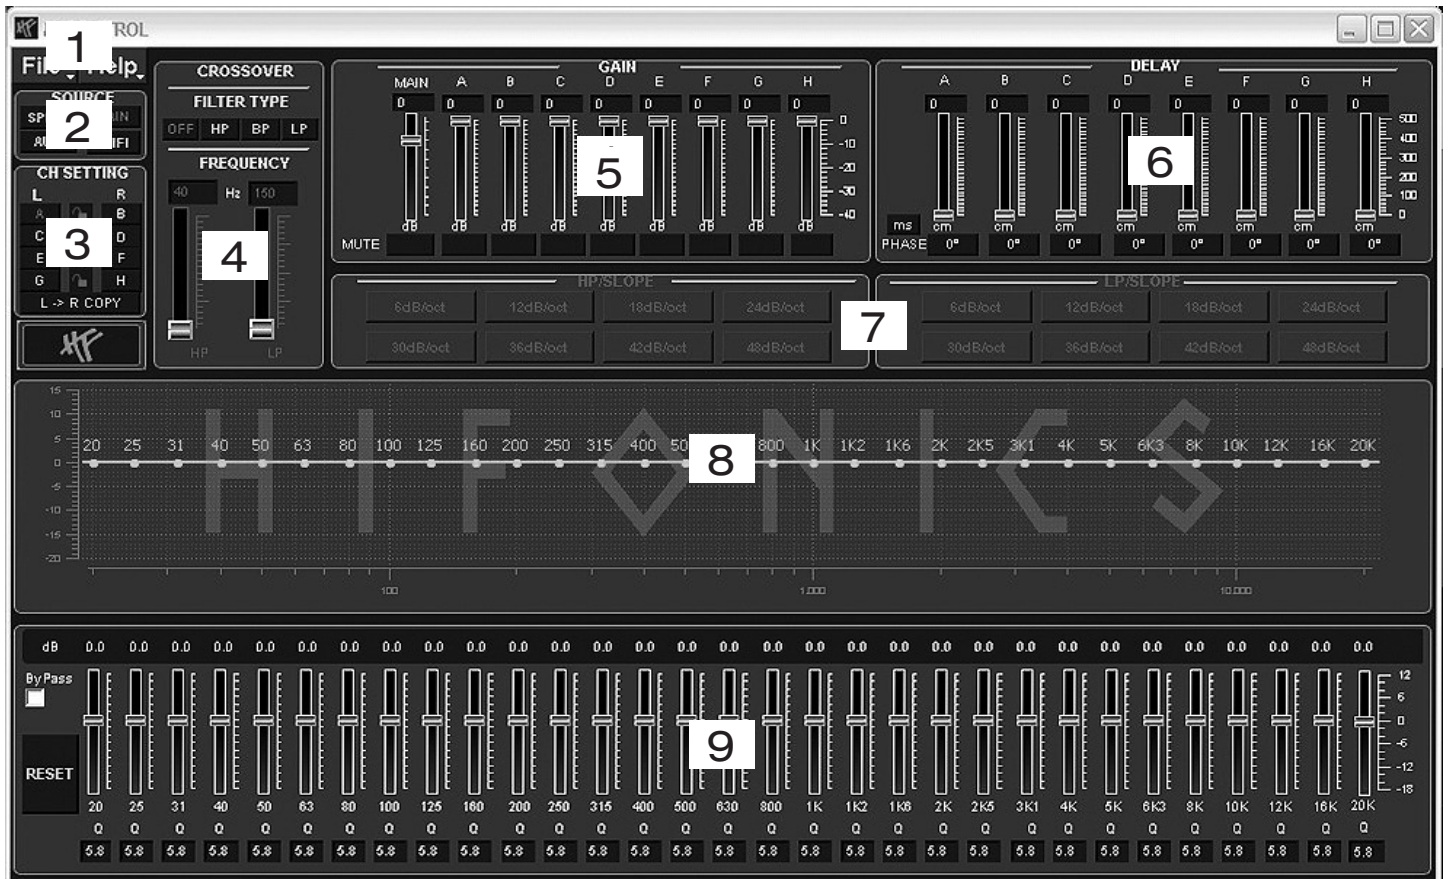 ROL
1
File Help
SOURCE
2
CH SETTING
L R
A B
C D
3
E F
G H
L -> R COPY
HF
CROSSOVER
FILTER TYPE
OFF HP BP LP
FREQUENCY
40 Hz 150
4
HP LP
GAIN
MAIN A B C D E F G H
0 0 0 0 0 0 0 0 0
0
-10
-20
-30
-40
5
dB dB dB dB dB dB dB dB dB
MUTE
DELAY
A B C D E F G H
0 0 0 0 0 0 0 0
500
400
300
200
100
0
6
ms cm cm cm cm cm cm cm cm
PHASE 0° 0° 0° 0° 0° 0° 0° 0°
HP/SLOPE
6dB/oct 12dB/oct 18dB/oct 24dB/oct
30dB/oct 36dB/oct 42dB/oct 48dB/oct
7
LP/SLOPE
6dB/oct 12dB/oct 18dB/oct 24dB/oct
30dB/oct 36dB/oct 42dB/oct 48dB/oct
15
10
5
0
-5
-10
-15
-20
20 25 31 40 50 63 80 100 125 160 200 250 315 400 800 1K 1K2 1K6 2K 2K5 3K1 4K 5K 6K3 8K 10K 12K 16K 20K
HIFONICS
8
100 1,000 10,000
dB 0.0 0.0 0.0 0.0 0.0 0.0 0.0 0.0 0.0 0.0 0.0 0.0 0.0 0.0 0.0 0.0 0.0 0.0 0.0 0.0 0.0 0.0 0.0 0.0 0.0 0.0 0.0 0.0 0.0 0.0 0.0
ByPass
12
6
0
-6
-12
-18
9
RESET
20 25 31 40 50 63 80 100 125 160 200 250 315 400 500 630 800 1K 1K2 1K6 2K 2K5 3K1 4K 5K 6K3 8K 10K 12K 16K 20K
Q Q Q Q Q Q Q Q Q Q Q Q Q Q Q Q Q Q Q Q Q Q Q Q Q Q Q Q Q Q Q
5.8 5.8 5.8 5.8 5.8 5.8 5.8 5.8 5.8 5.8 5.8 5.8 5.8 5.8 5.8 5.8 5.8 5.8 5.8 5.8 5.8 5.8 5.8 5.8 5.8 5.8 5.8 5.8 5.8 5.8 5.8